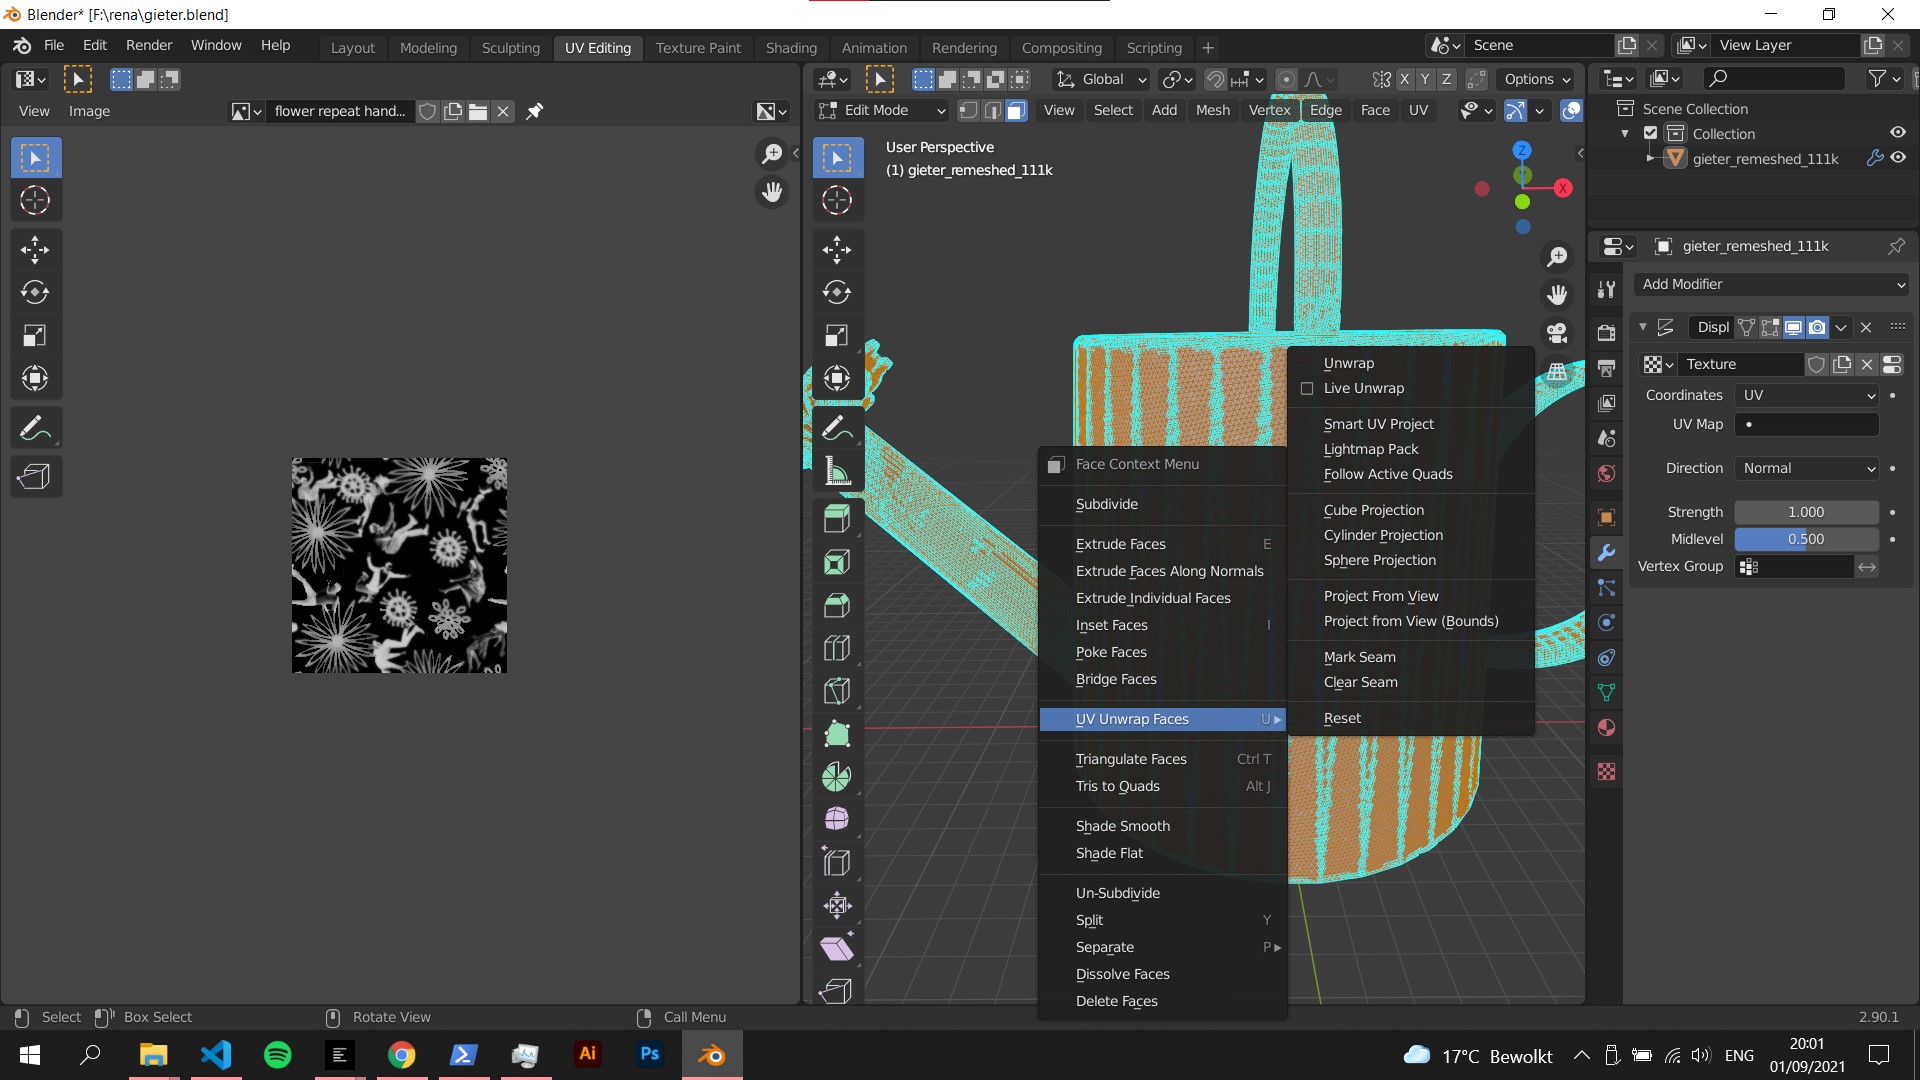 Blender* [F:\rena\gieter.blend]
File Edit Render Window Help
Layout Modeling Sculpting UV Editing Texture Paint Shading Animation Rendering Compositing Scripting +
Scene
View Layer
Global
X Y Z
Options
View Image
flower repeat hand...
Edit Mode
View Select Add Mesh Vertex Edge Face UV
Scene Collection
Collection
gieter_remeshed_111k
User Perspective
(1) gieter_remeshed_111k
Z
X
gieter_remeshed_111k
Add Modifier
Displ
Texture
Coordinates UV
UV Map
Direction Normal
Strength 1.000
Midlevel 0.500
Vertex Group
Face Context Menu
Subdivide
Extrude Faces E
Extrude Faces Along Normals
Extrude Individual Faces
Inset Faces I
Poke Faces
Bridge Faces
UV Unwrap Faces U
Triangulate Faces Ctrl T
Tris to Quads Alt J
Shade Smooth
Shade Flat
Un-Subdivide
Split Y
Separate P
Dissolve Faces
Delete Faces
Unwrap
Live Unwrap
Smart UV Project
Lightmap Pack
Follow Active Quads
Cube Projection
Cylinder Projection
Sphere Projection
Project From View
Project from View (Bounds)
Mark Seam
Clear Seam
Reset
Select Box Select Rotate View Call Menu
2.90.1
Ai
Ps
17°C Bewolkt
ENG
20:01
01/09/2021